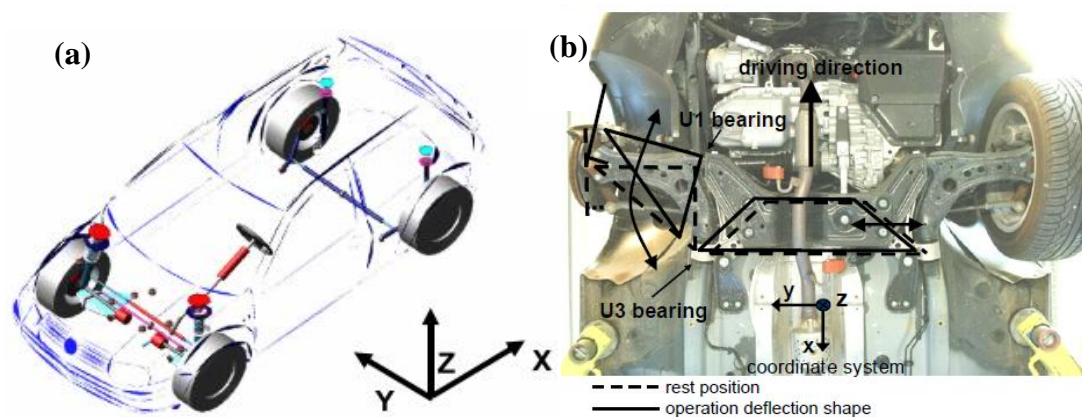 (a)
Z
X
Y
(b)
driving direction
U1 bearing
U3 bearing
y
z
x
coordinate system
rest position
operation deflection shape